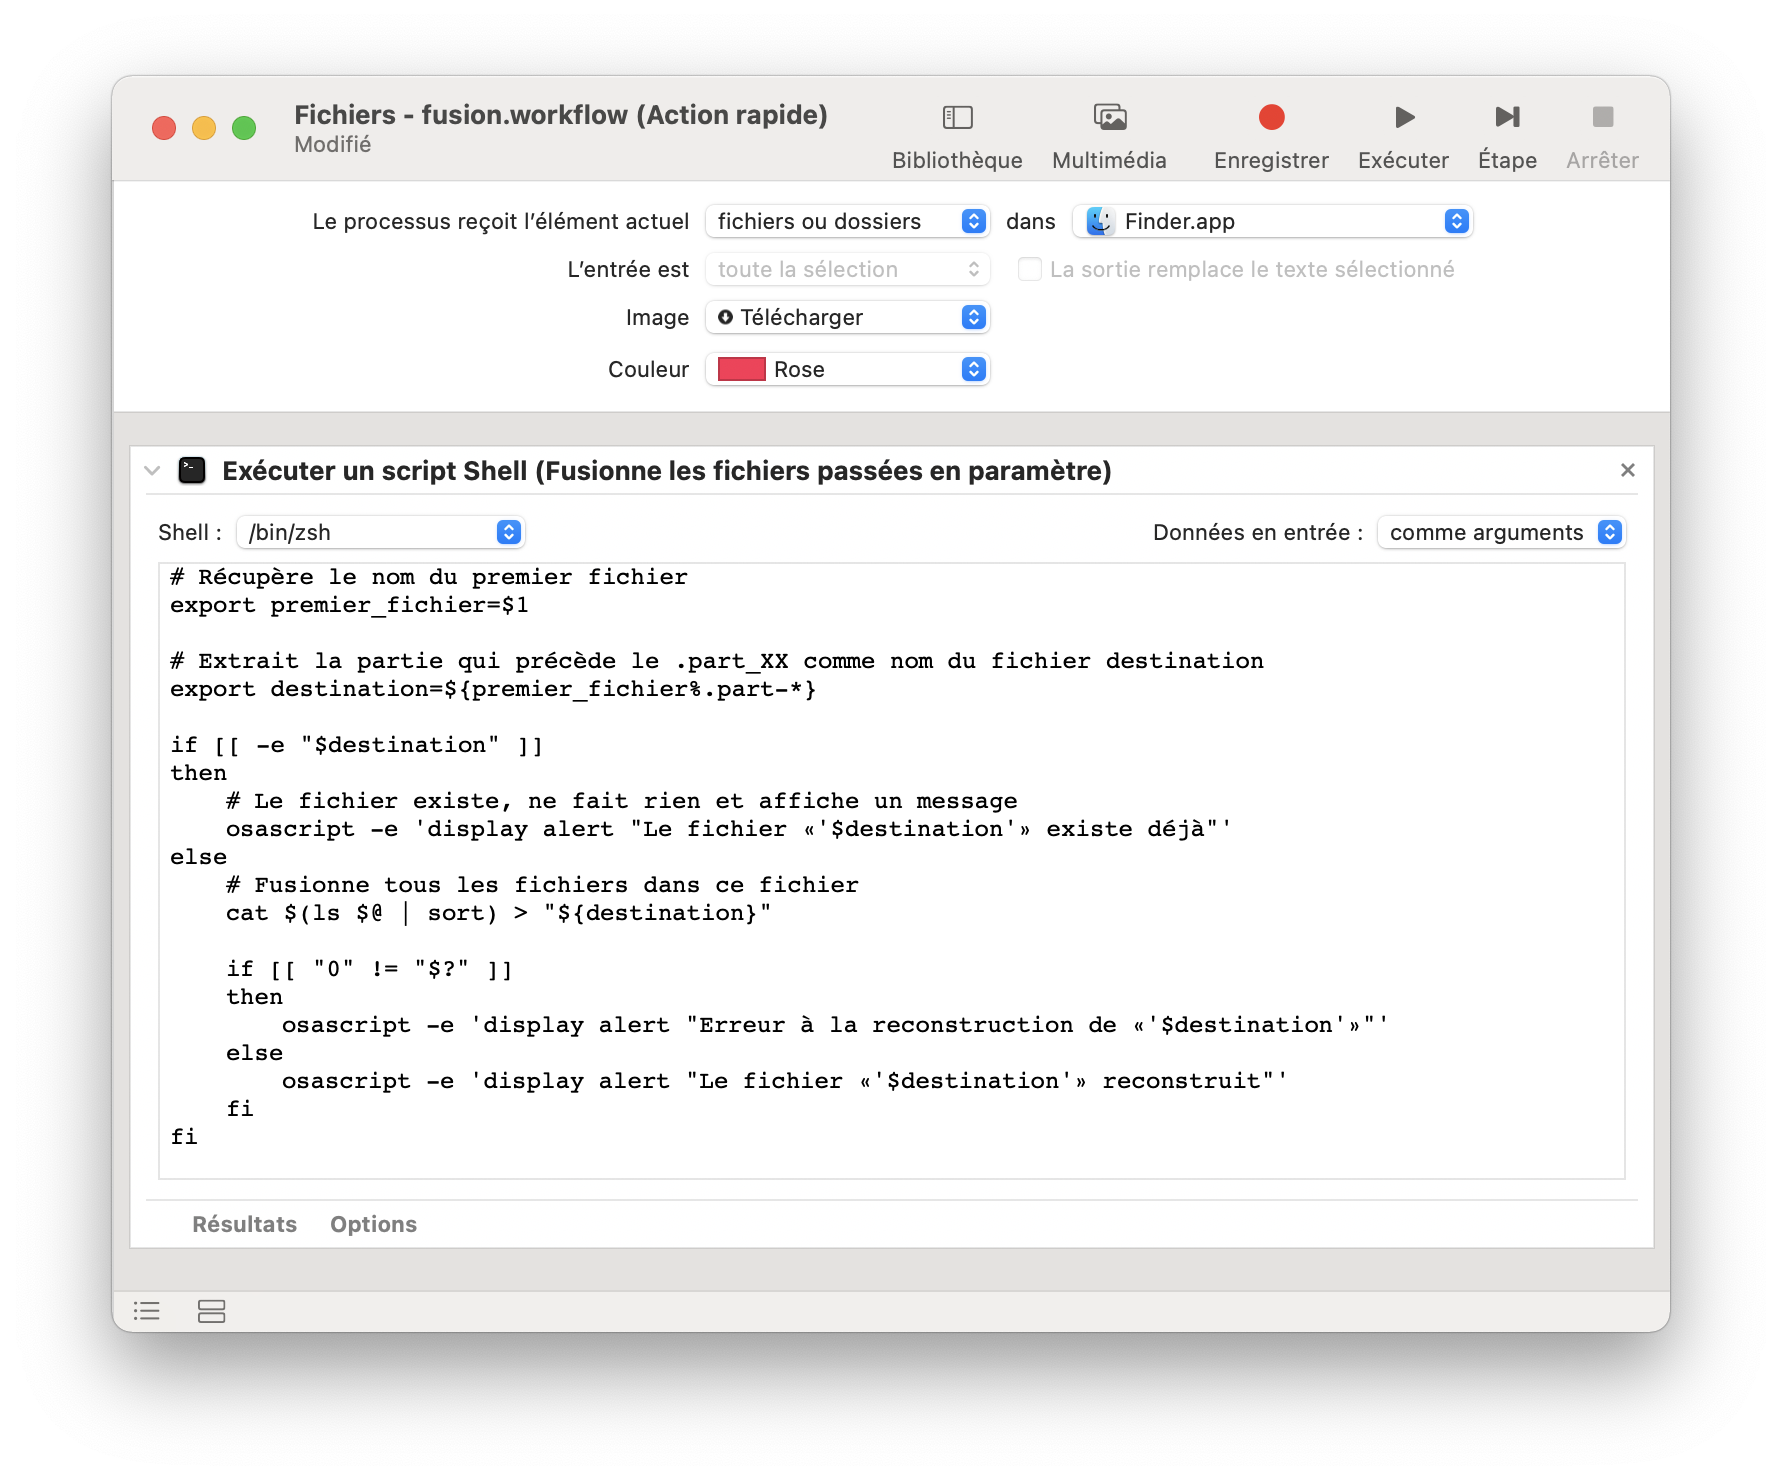 Fichiers - fusion.workflow (Action rapide)
Modifié
Bibliothèque Multimédia Enregistrer Exécuter Étape Arrêter
Le processus reçoit l’élément actuel fichiers ou dossiers dans Finder.app
L’entrée est toute la sélection La sortie remplace le texte sélectionné
Image Télécharger
Couleur Rose
Exécuter un script Shell (Fusionne les fichiers passées en paramètre)
Shell : /bin/zsh Données en entrée : comme arguments
# Récupère le nom du premier fichier
export premier_fichier=$1
# Extrait la partie qui précède le .part_XX comme nom du fichier destination
export destination=${premier_fichier%.part-*}
if [[ -e "$destination" ]]
then
    # Le fichier existe, ne fait rien et affiche un message
    osascript -e 'display alert "Le fichier «'$destination'» existe déjà"'
else
    # Fusionne tous les fichiers dans ce fichier
    cat $(ls $@ | sort) > "${destination}"
    if [[ "0" != "$?" ]]
    then
        osascript -e 'display alert "Erreur à la reconstruction de «'$destination'»"'
    else
        osascript -e 'display alert "Le fichier «'$destination'» reconstruit"'
    fi
fi
Résultats Options